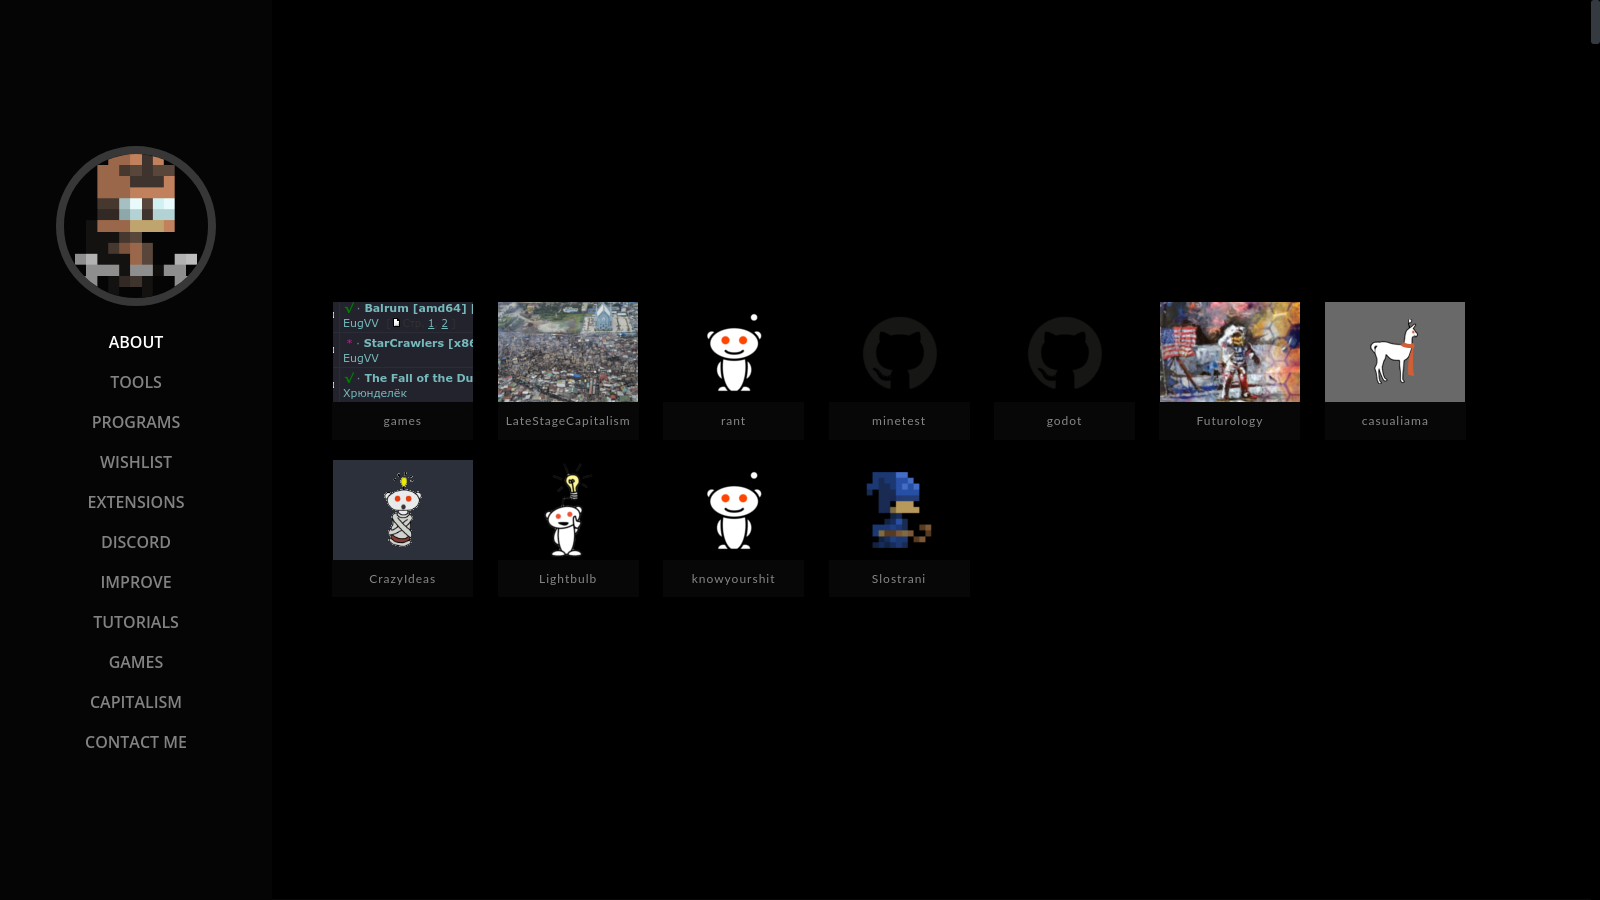 ABOUT
TOOLS
PROGRAMS
WISHLIST
EXTENSIONS
DISCORD
IMPROVE
TUTORIALS
GAMES
CAPITALISM
CONTACT ME
√ · Balrum [amd64] [
EugVV 1 2
* · StarCrawlers [x86
EugVV
√ · The Fall of the Du
Хрюнделёк
games
LateStageCapitalism
rant
minetest
godot
Futurology
casualiama
CrazyIdeas
Lightbulb
knowyourshit
Slostrani